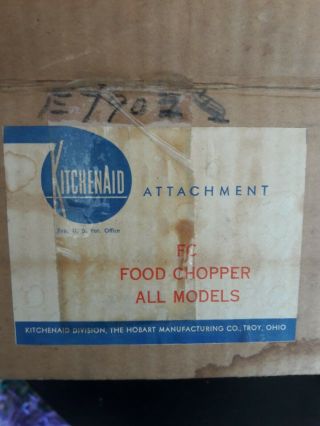 KITCHENAID
ATTACHMENT
Reg. U. S. Pat. Office
FC
FOOD CHOPPER
ALL MODELS
KITCHENAID DIVISION, THE HOBART MANUFACTURING CO., TROY, OHIO